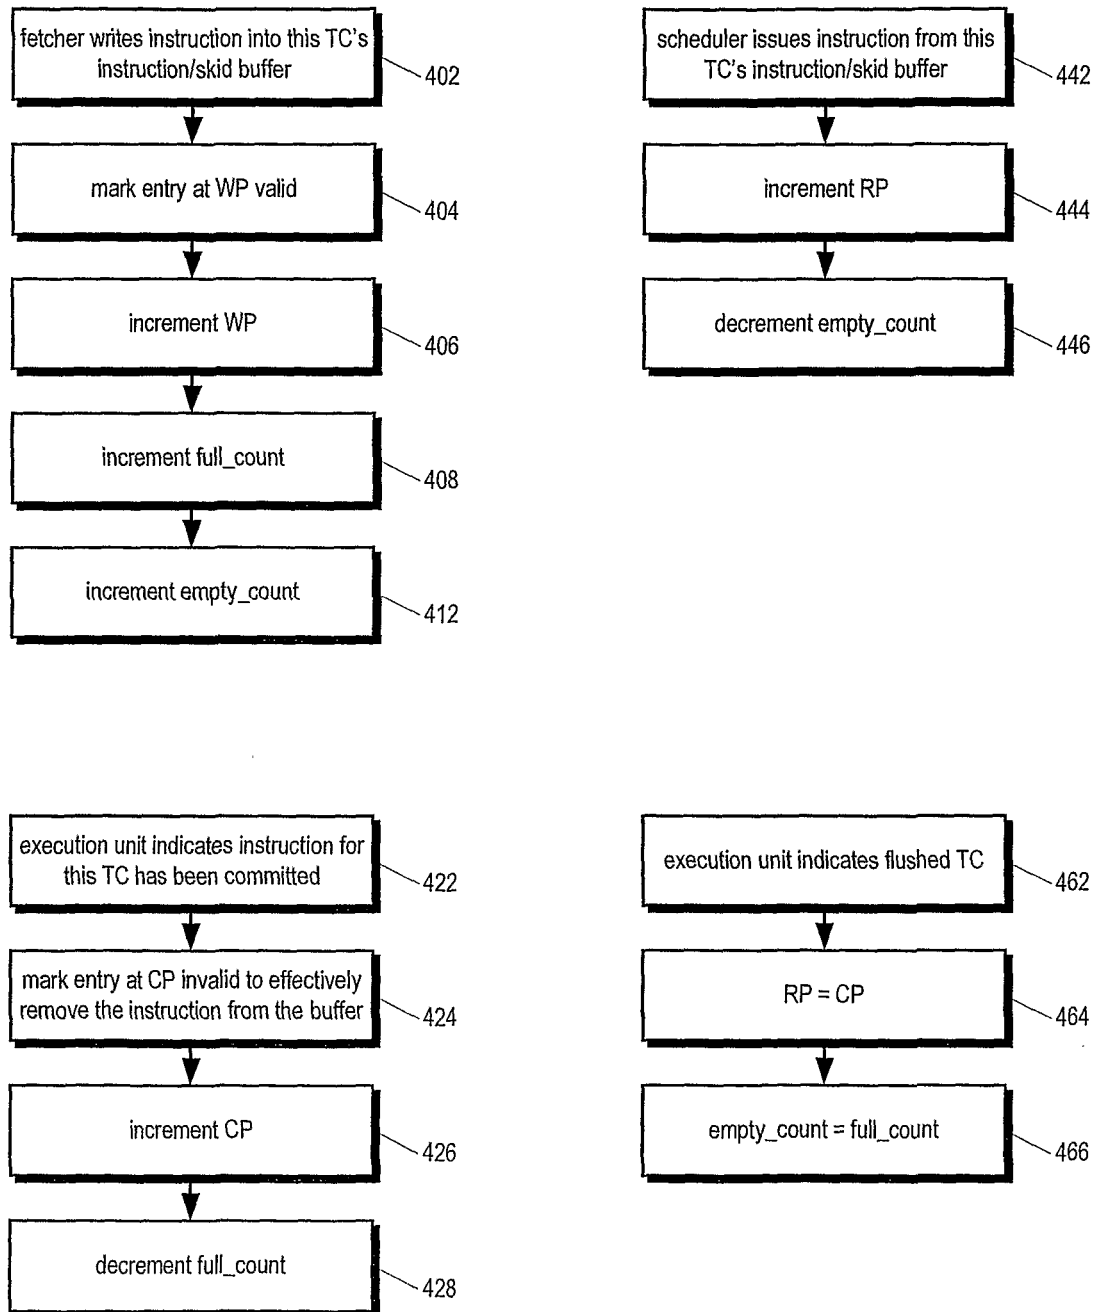 fetcher writes instruction into this TC's
instruction/skid buffer
402
mark entry at WP valid
404
increment WP
406
increment full_count
408
increment empty_count
412
scheduler issues instruction from this
TC's instruction/skid buffer
442
increment RP
444
decrement empty_count
446
execution unit indicates instruction for
this TC has been committed
422
mark entry at CP invalid to effectively
remove the instruction from the buffer
424
increment CP
426
decrement full_count
428
execution unit indicates flushed TC
462
RP = CP
464
empty_count = full_count
466